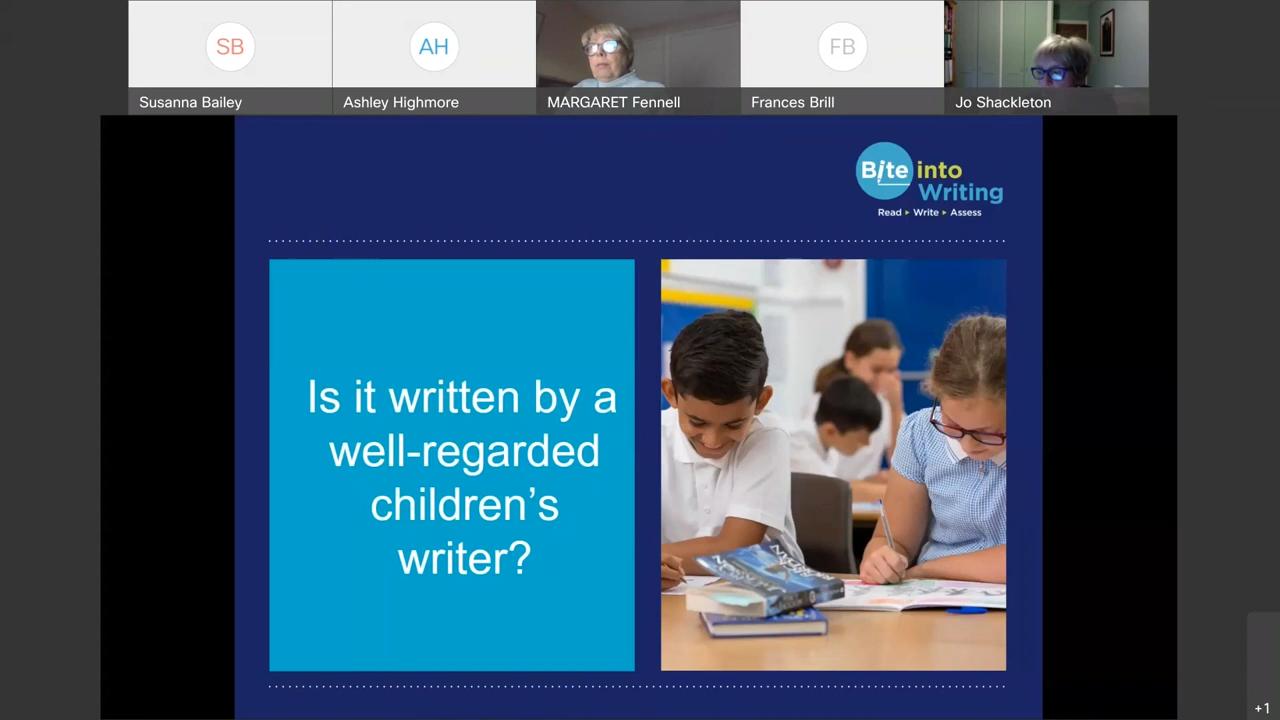 SB
AH
FB
Susanna Bailey
Ashley Highmore
MARGARET Fennell
Frances Brill
Jo Shackleton
Bite into
Writing
Read ▸ Write ▸ Assess
Is it written by a
well-regarded
children’s
writer?
+1